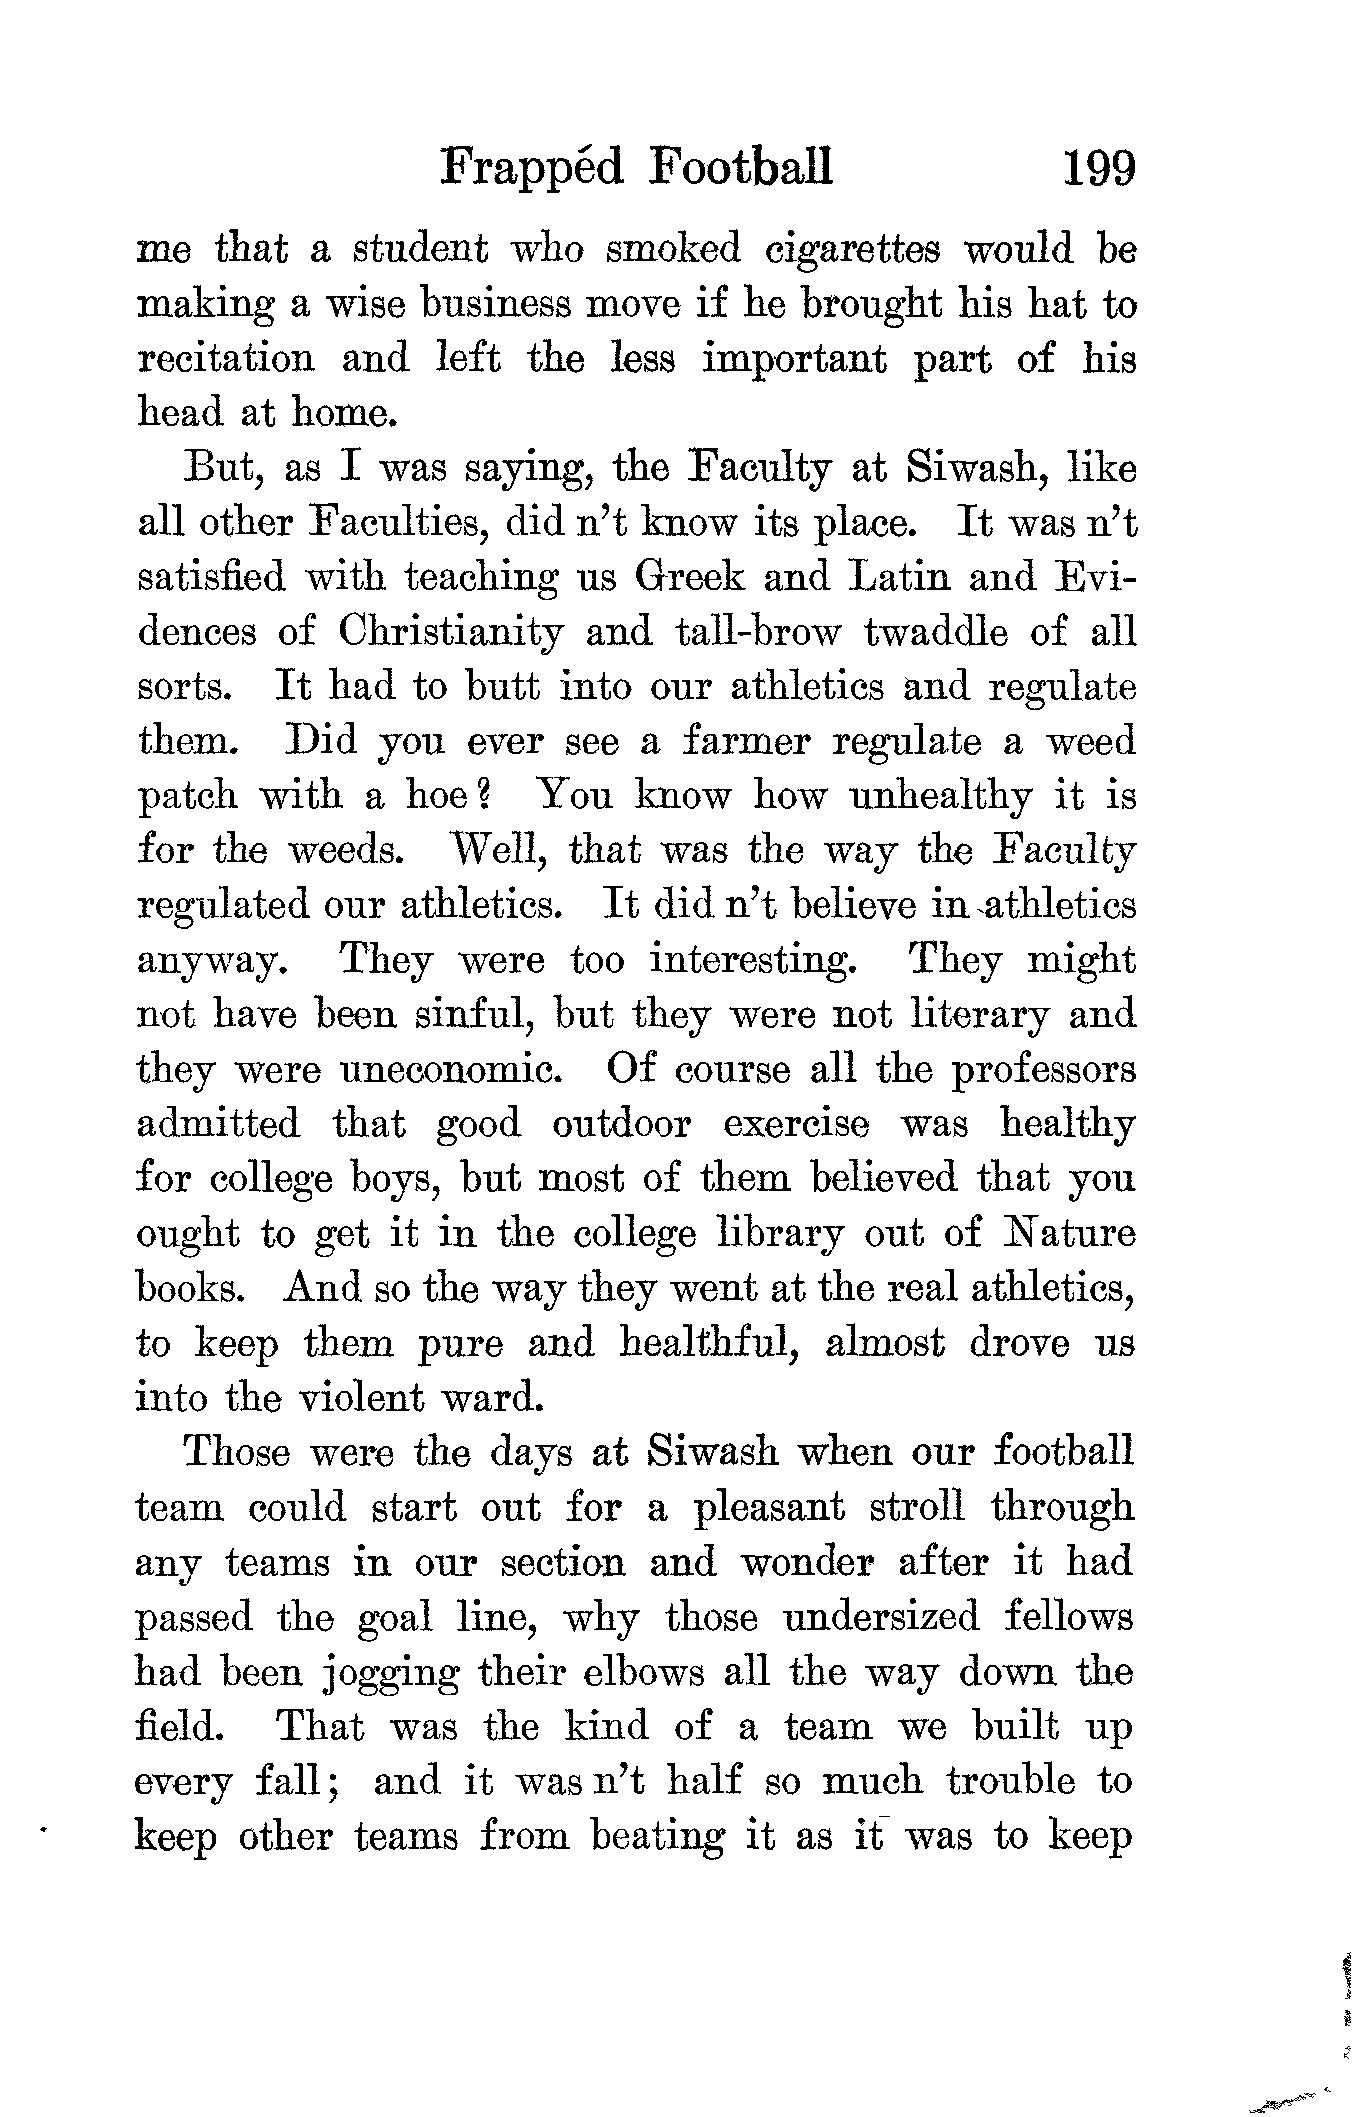 Frappéd Football 199
me that a student who smoked cigarettes would be
making a wise business move if he brought his hat to
recitation and left the less important part of his
head at home.
But, as I was saying, the Faculty at Siwash, like
all other Faculties, did n't know its place. It was n't
satisfied with teaching us Greek and Latin and Evi-
dences of Christianity and tall-brow twaddle of all
sorts. It had to butt into our athletics and regulate
them. Did you ever see a farmer regulate a weed
patch with a hoe? You know how unhealthy it is
for the weeds. Well, that was the way the Faculty
regulated our athletics. It did n't believe in athletics
anyway. They were too interesting. They might
not have been sinful, but they were not literary and
they were uneconomic. Of course all the professors
admitted that good outdoor exercise was healthy
for college boys, but most of them believed that you
ought to get it in the college library out of Nature
books. And so the way they went at the real athletics,
to keep them pure and healthful, almost drove us
into the violent ward.
Those were the days at Siwash when our football
team could start out for a pleasant stroll through
any teams in our section and wonder after it had
passed the goal line, why those undersized fellows
had been jogging their elbows all the way down the
field. That was the kind of a team we built up
every fall; and it was n't half so much trouble to
keep other teams from beating it as it was to keep